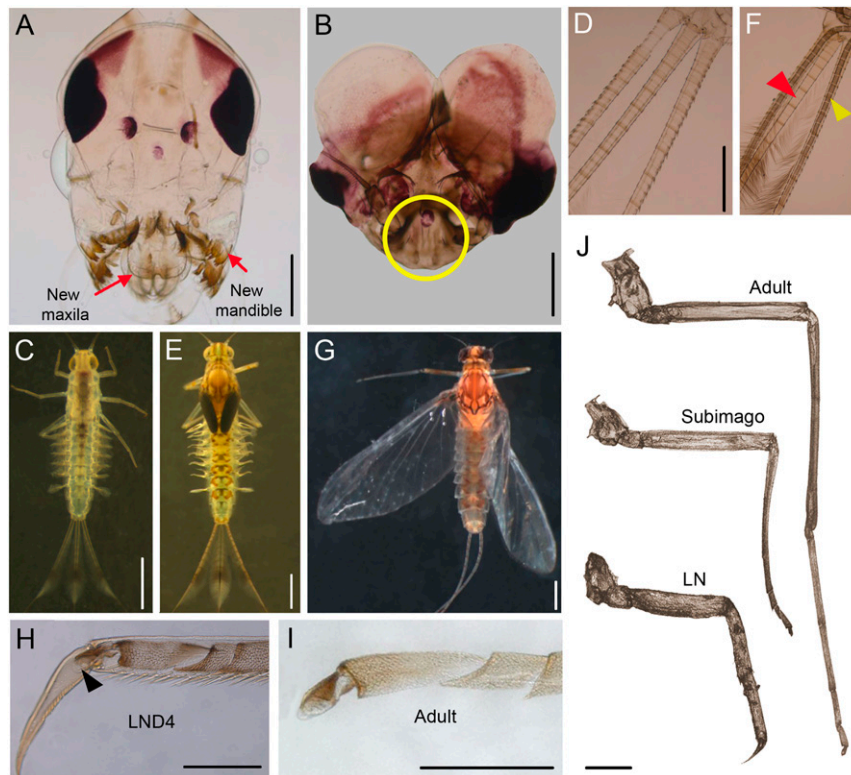 A
B
D
F
New
maxila
New
mandible
J
Adult
C
E
G
Subimago
LN
H
LND4
I
Adult